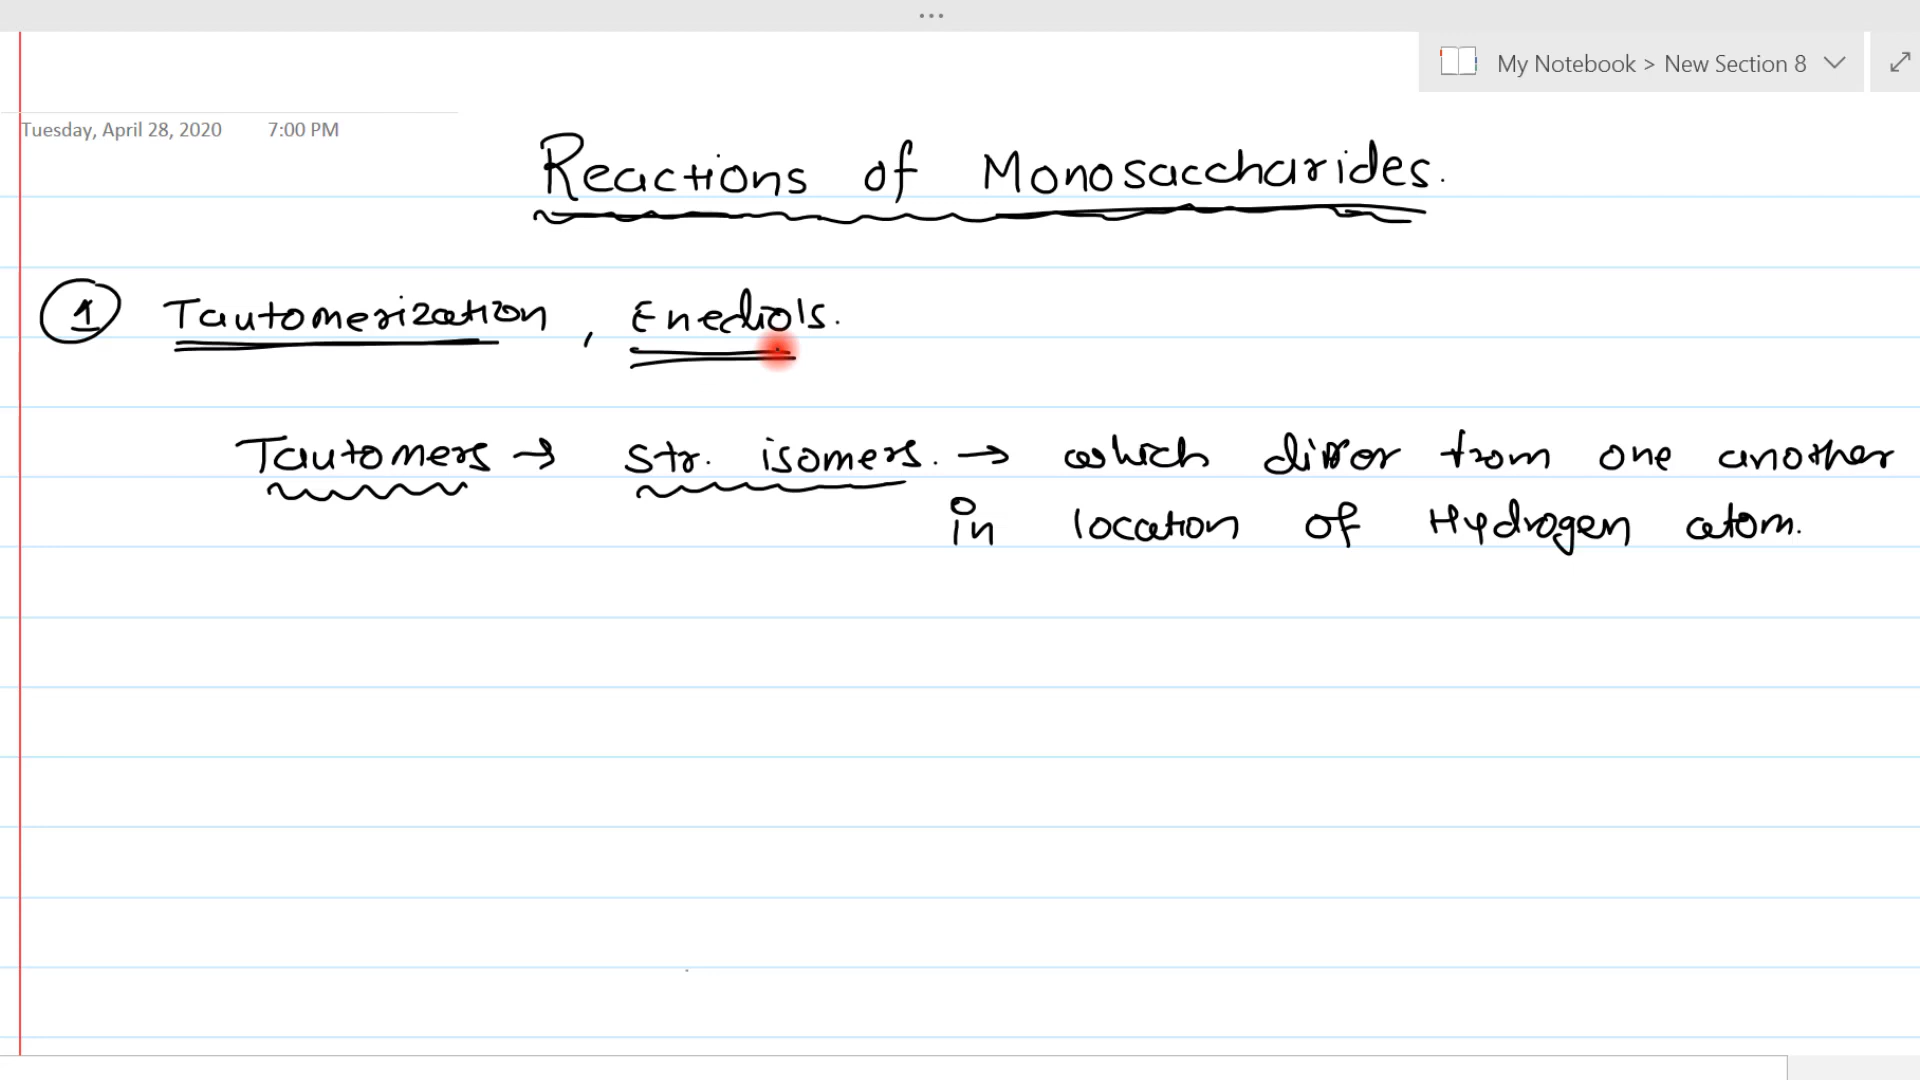 ...
My Notebook > New Section 8
Tuesday, April 28, 2020 7:00 PM
Reactions of Monosaccharides.
1 Tautomerization, Enediols.
Tautomers → str. isomers. → which differ from one another
in location of Hydrogen atom.